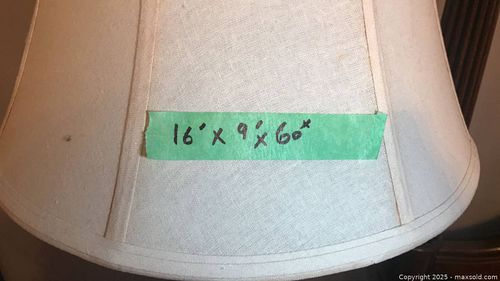 16' x 9' x 60"
Copyright © 2025 - maxsold.com